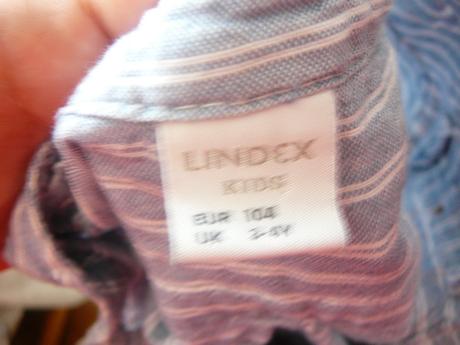 LINDEX
KIDS
EUR 104
UK 3-4Y